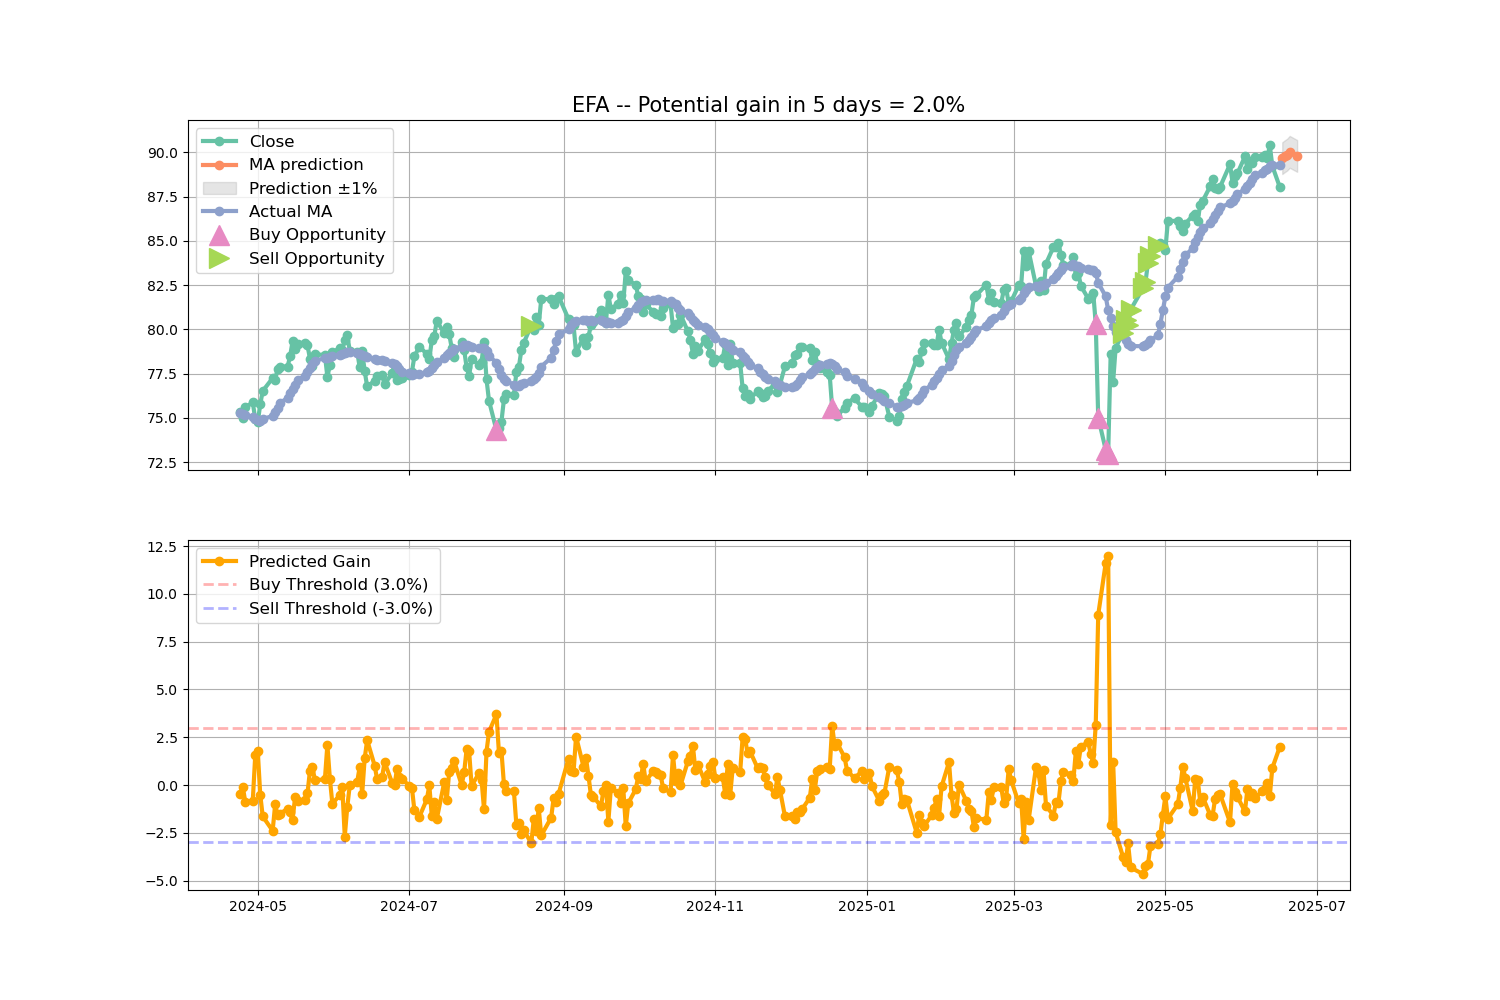 EFA -- Potential gain in 5 days = 2.0%
Close
MA prediction
Prediction ±1%
Actual MA
Buy Opportunity
Sell Opportunity
90.0
87.5
85.0
82.5
80.0
77.5
75.0
72.5
Predicted Gain
Buy Threshold (3.0%)
Sell Threshold (-3.0%)
12.5
10.0
7.5
5.0
2.5
0.0
−2.5
−5.0
2024-05 2024-07 2024-09 2024-11 2025-01 2025-03 2025-05 2025-07